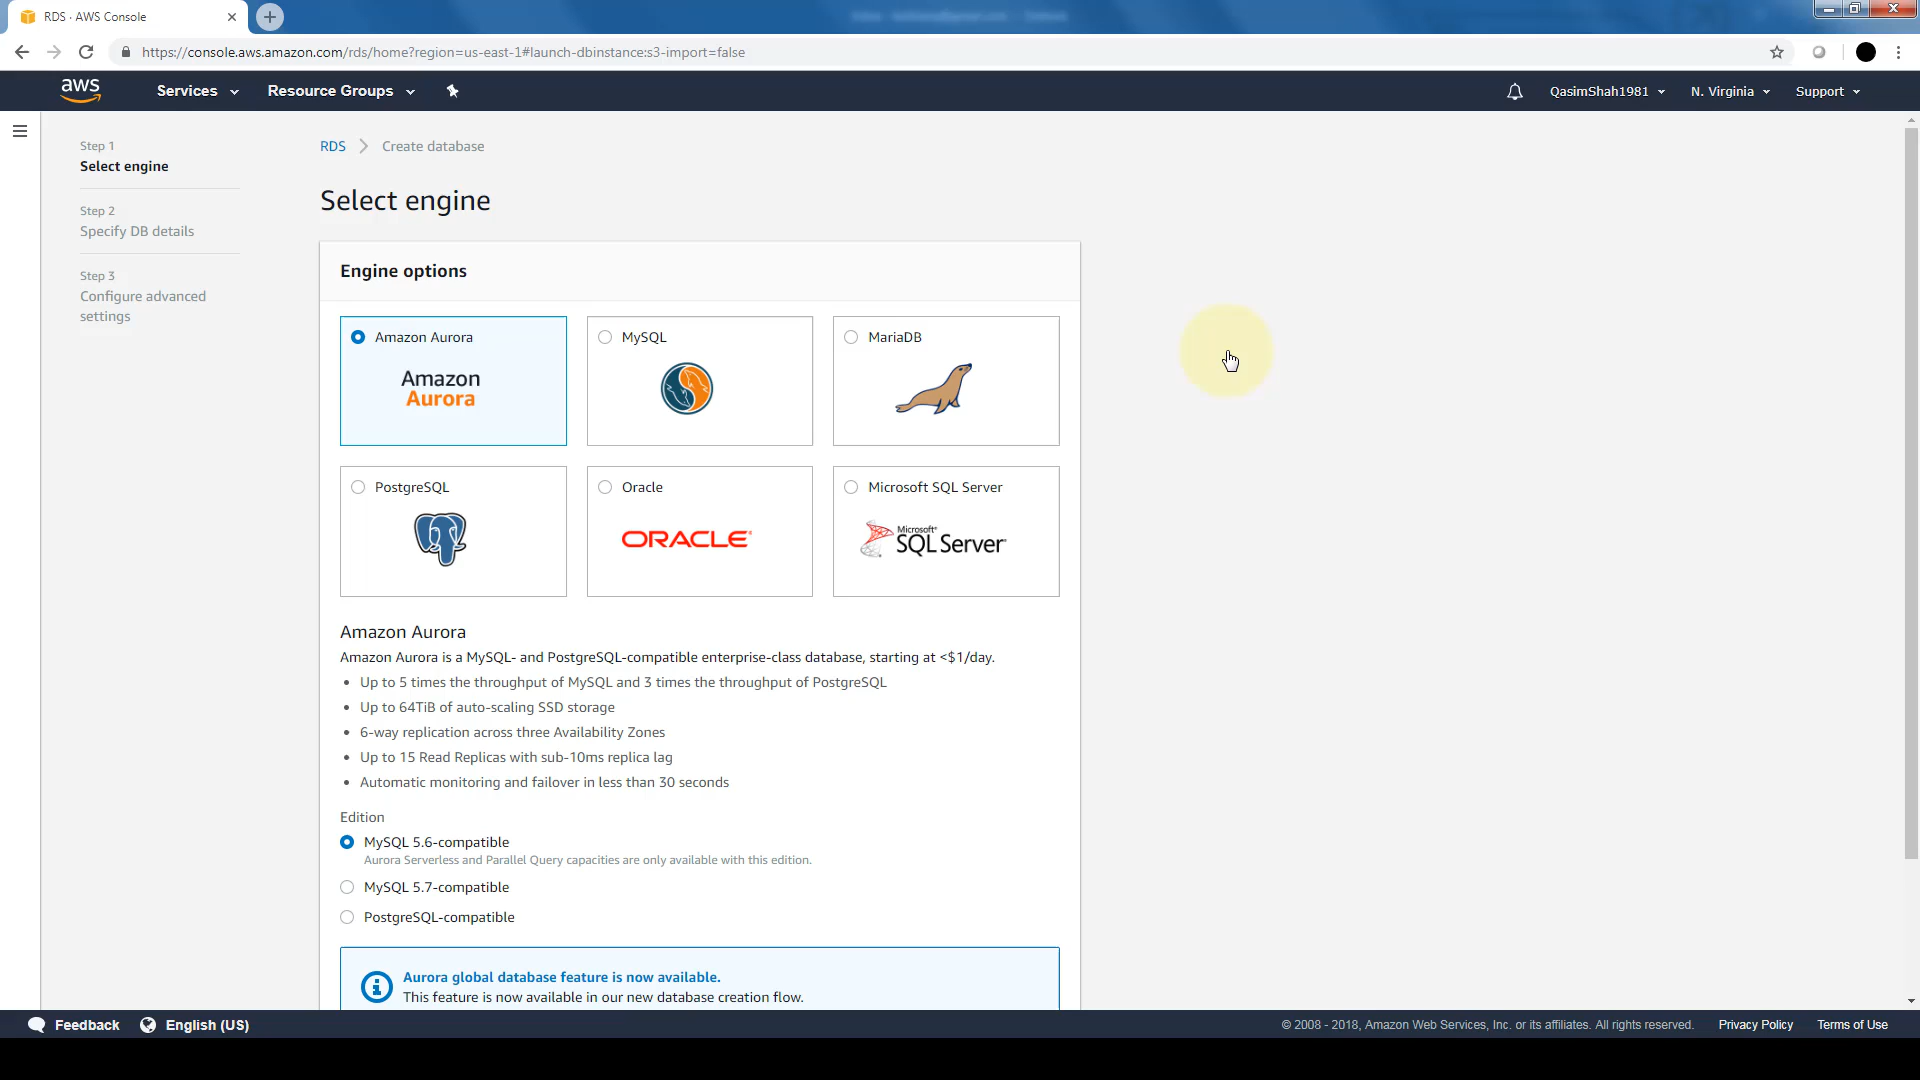 RDS · AWS Console
https://console.aws.amazon.com/rds/home?region=us-east-1#launch-dbinstance:s3-import=false
aws
Services
Resource Groups
QasimShah1981
N. Virginia
Support
Step 1
Select engine
Step 2
Specify DB details
Step 3
Configure advanced
settings
RDS
Create database
Select engine
Engine options
Amazon Aurora
Amazon
Aurora
MySQL
MariaDB
PostgreSQL
Oracle
ORACLE
Microsoft SQL Server
Microsoft®
SQL Server
Amazon Aurora
Amazon Aurora is a MySQL- and PostgreSQL-compatible enterprise-class database, starting at <$1/day.
• Up to 5 times the throughput of MySQL and 3 times the throughput of PostgreSQL
• Up to 64TiB of auto-scaling SSD storage
• 6-way replication across three Availability Zones
• Up to 15 Read Replicas with sub-10ms replica lag
• Automatic monitoring and failover in less than 30 seconds
Edition
MySQL 5.6-compatible
Aurora Serverless and Parallel Query capacities are only available with this edition.
MySQL 5.7-compatible
PostgreSQL-compatible
Aurora global database feature is now available.
This feature is now available in our new database creation flow.
Feedback
English (US)
© 2008 - 2018, Amazon Web Services, Inc. or its affiliates. All rights reserved.
Privacy Policy
Terms of Use